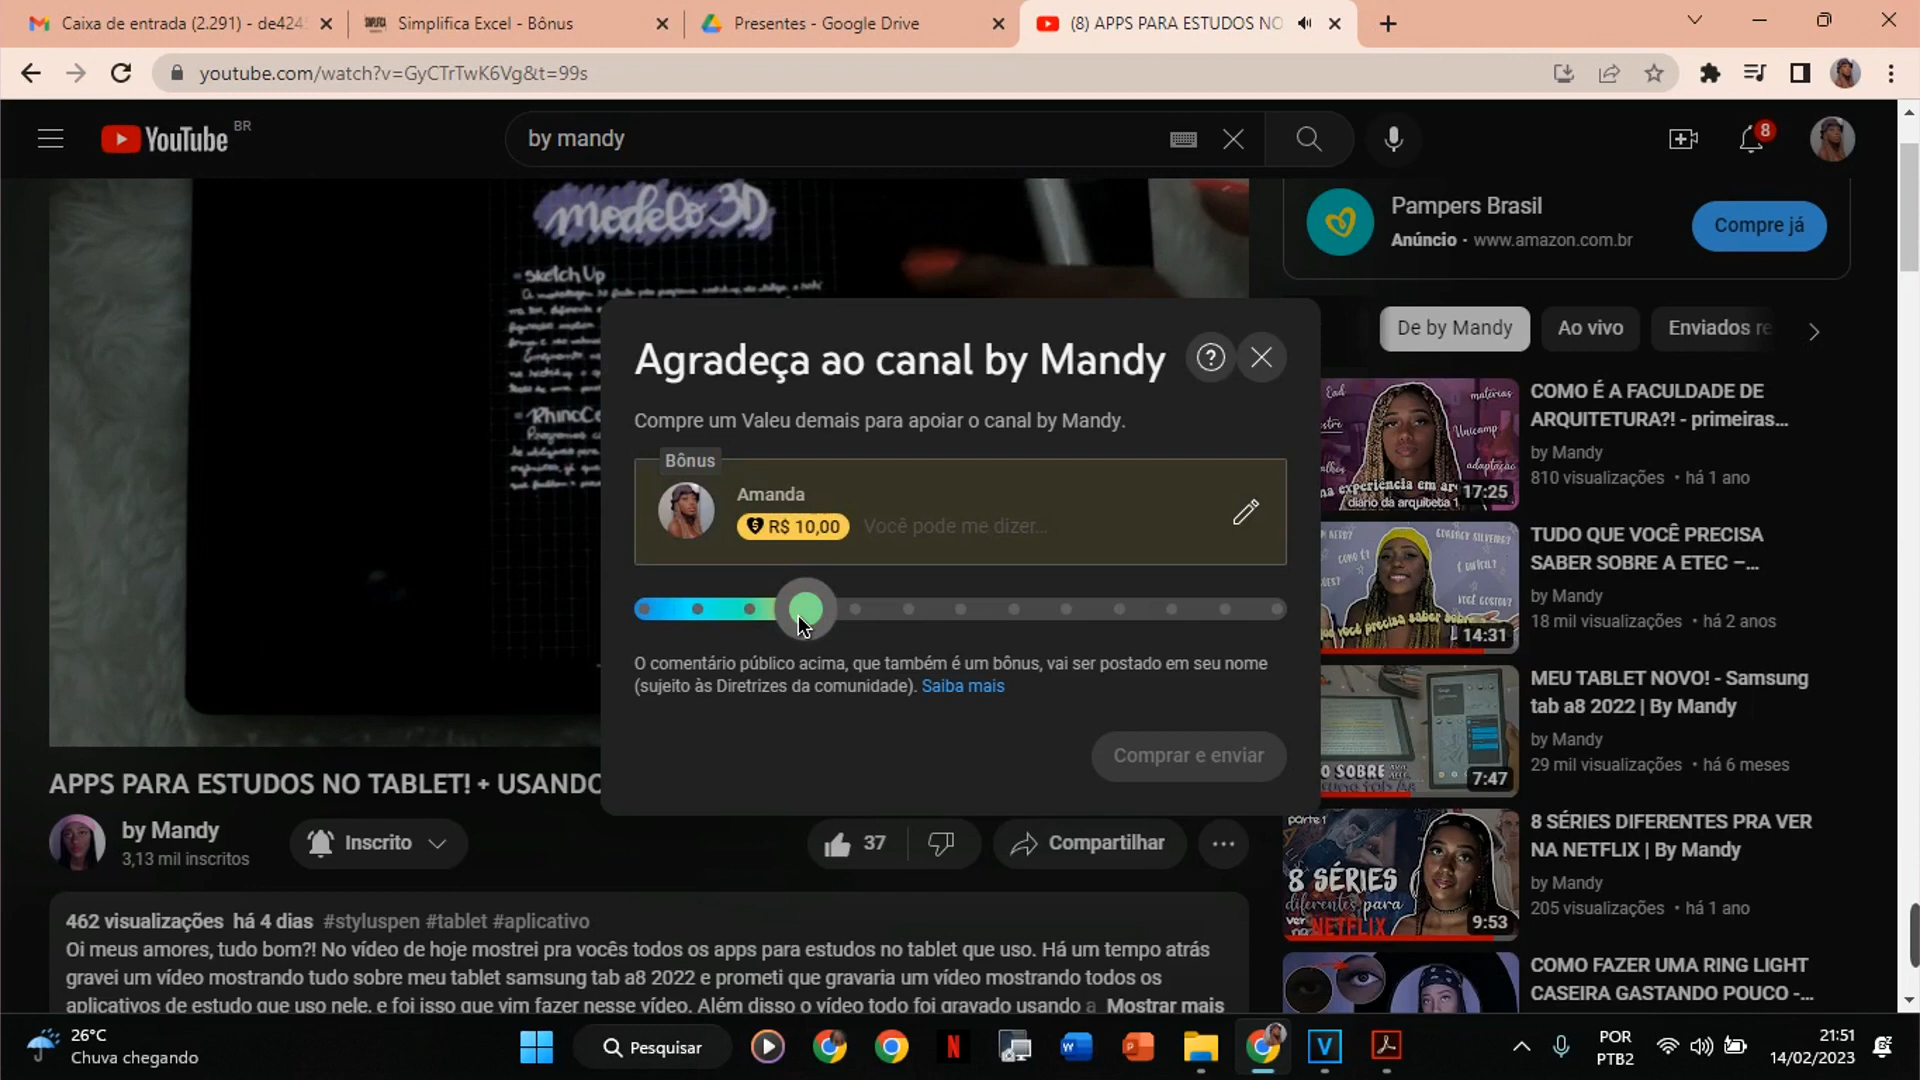 Caixa de entrada (2.291) - de424
Simplifica Excel - Bônus
Presentes - Google Drive
(8) APPS PARA ESTUDOS NO
youtube.com/watch?v=GyCTrTwK6Vg&t=99s
YouTube BR
by mandy
8
modelo 3D
SketchUp
Pampers Brasil
Anúncio · www.amazon.com.br
Compre já
De by Mandy
Ao vivo
Enviados re
Agradeça ao canal by Mandy
Compre um Valeu demais para apoiar o canal by Mandy.
Bônus
Amanda
R$ 10,00 Você pode me dizer...
O comentário público acima, que também é um bônus, vai ser postado em seu nome
(sujeito às Diretrizes da comunidade). Saiba mais
Comprar e enviar
17:25
COMO É A FACULDADE DE
ARQUITETURA?! - primeiras...
by Mandy
810 visualizações • há 1 ano
14:31
TUDO QUE VOCÊ PRECISA
SABER SOBRE A ETEC –...
by Mandy
18 mil visualizações • há 2 anos
7:47
MEU TABLET NOVO! - Samsung
tab a8 2022 | By Mandy
by Mandy
29 mil visualizações • há 6 meses
parte 1
8 SÉRIES
diferentes para
ver na NETFLIX
9:53
8 SÉRIES DIFERENTES PRA VER
NA NETFLIX | By Mandy
by Mandy
205 visualizações • há 1 ano
COMO FAZER UMA RING LIGHT
CASEIRA GASTANDO POUCO -...
APPS PARA ESTUDOS NO TABLET! + USANDO
by Mandy
3,13 mil inscritos
Inscrito
37
Compartilhar
462 visualizações há 4 dias #styluspen #tablet #aplicativo
Oi meus amores, tudo bom?! No vídeo de hoje mostrei pra vocês todos os apps para estudos no tablet que uso. Há um tempo atrás
gravei um vídeo mostrando tudo sobre meu tablet samsung tab a8 2022 e prometi que gravaria um vídeo mostrando todos os
aplicativos de estudo que uso nele, e foi isso que vim fazer nesse vídeo. Além disso o vídeo todo foi gravado usando a Mostrar mais
26°C
Chuva chegando
Pesquisar
POR
PTB2
21:51
14/02/2023